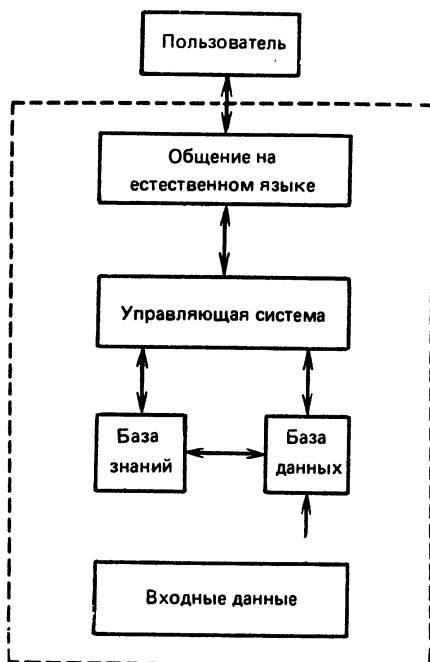 Пользователь
Общение на
естественном языке
Управляющая система
База
знаний
База
данных
Входные данные